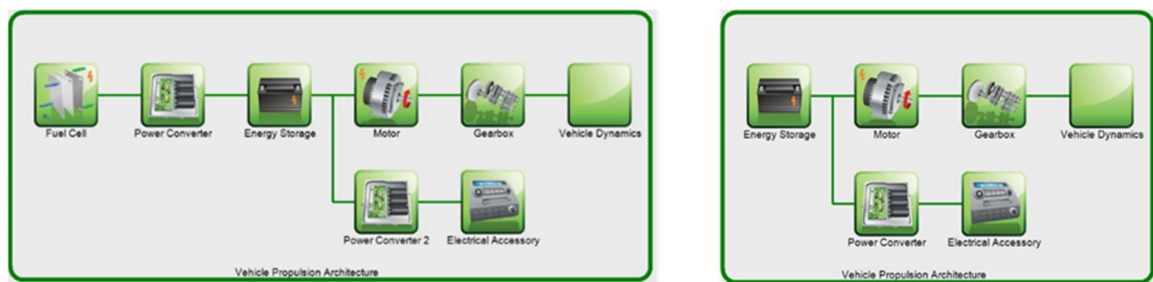 Fuel Cell
Power Converter
Energy Storage
Motor
Gearbox
Vehicle Dynamics
Power Converter 2
Electrical Accessory
Vehicle Propulsion Architecture
Energy Storage
Motor
Gearbox
Vehicle Dynamics
Power Converter
Electrical Accessory
Vehicle Propulsion Architecture